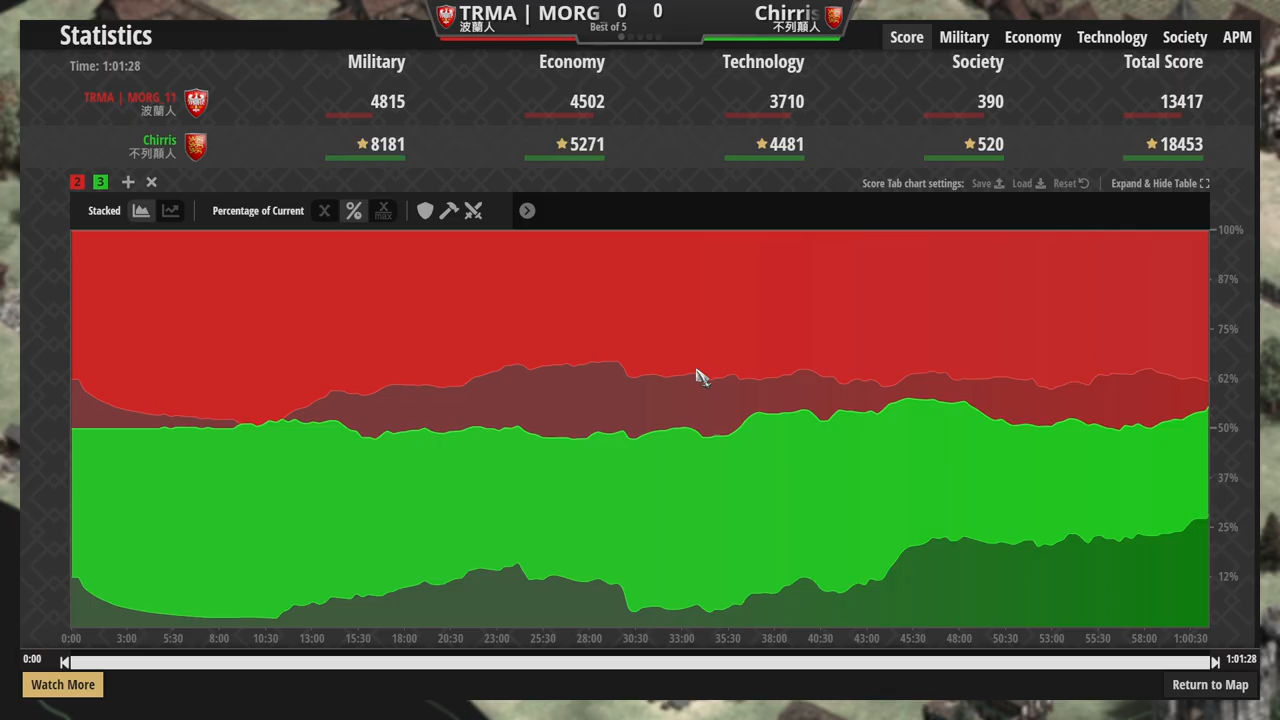 TRMA | MORG 0 0 Chirris
波蘭人 Best of 5 不列顛人
Statistics
Score Military Economy Technology Society APM
Time: 1:01:28 Military Economy Technology Society Total Score
TRMA | MORG_11 4815 4502 3710 390 13417
波蘭人
Chirris 8181 5271 4481 520 18453
不列顛人
2 3 Score Tab chart settings: Save Load Reset Expand & Hide Table
Stacked Percentage of Current X % X max
100%
87%
75%
62%
50%
37%
25%
12%
0:00 3:00 5:30 8:00 10:30 13:00 15:30 18:00 20:30 23:00 25:30 28:00 30:30 33:00 35:30 38:00 40:30 43:00 45:30 48:00 50:30 53:00 55:30 58:00 1:00:30
0:00 1:01:28
Watch More Return to Map